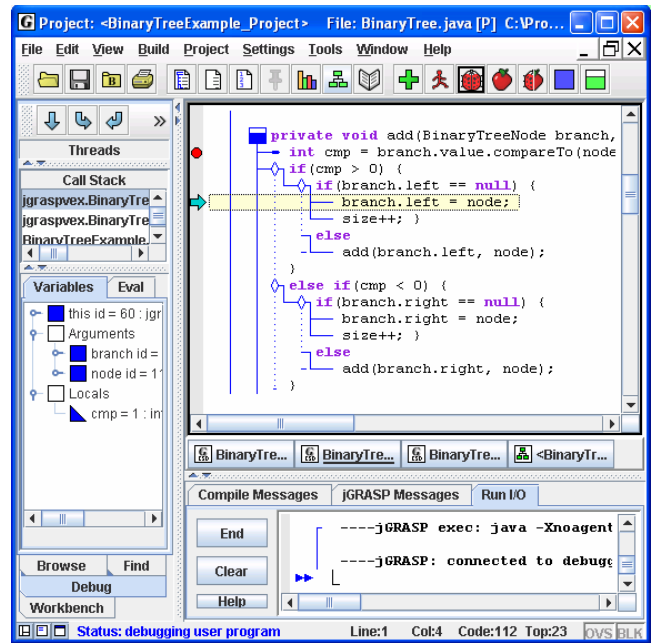 Project: <BinaryTreeExample_Project> File: BinaryTree.java [P] C:\Pro...
File Edit View Build Project Settings Tools Window Help
Threads
Call Stack
jgraspvex.BinaryTre
jgraspvex.BinaryTre
BinaryTreeExample.
Variables Eval
this id = 60 : jgr
Arguments
branch id =
node id = 1
Locals
cmp = 1 : in
Browse Find
Debug
Workbench
private void add(BinaryTreeNode branch,
int cmp = branch.value.compareTo(node
if(cmp > 0) {
if(branch.left == null) {
branch.left = node;
size++; }
else
add(branch.left, node);
}
else if(cmp < 0) {
if(branch.right == null) {
branch.right = node;
size++; }
else
add(branch.right, node);
}
BinaryTre... BinaryTre... BinaryTre... <BinaryTr...
Compile Messages jGRASP Messages Run I/O
End
Clear
Help
----jGRASP exec: java -Xnoagent
----jGRASP: connected to debugg
Status: debugging user program Line:1 Col:4 Code:112 Top:23 OVS BLK